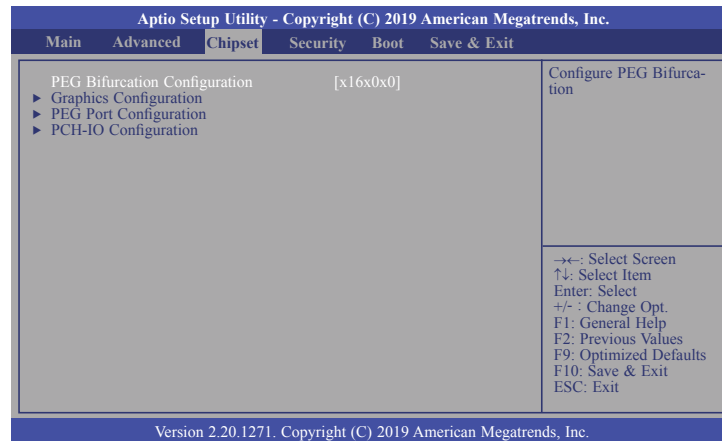 Aptio Setup Utility - Copyright (C) 2019 American Megatrends, Inc.
Main Advanced Chipset Security Boot Save & Exit
PEG Bifurcation Configuration [x16x0x0]
► Graphics Configuration
► PEG Port Configuration
► PCH-IO Configuration
Configure PEG Bifurca-
tion
→←: Select Screen
↑↓: Select Item
Enter: Select
+/- : Change Opt.
F1: General Help
F2: Previous Values
F9: Optimized Defaults
F10: Save & Exit
ESC: Exit
Version 2.20.1271. Copyright (C) 2019 American Megatrends, Inc.